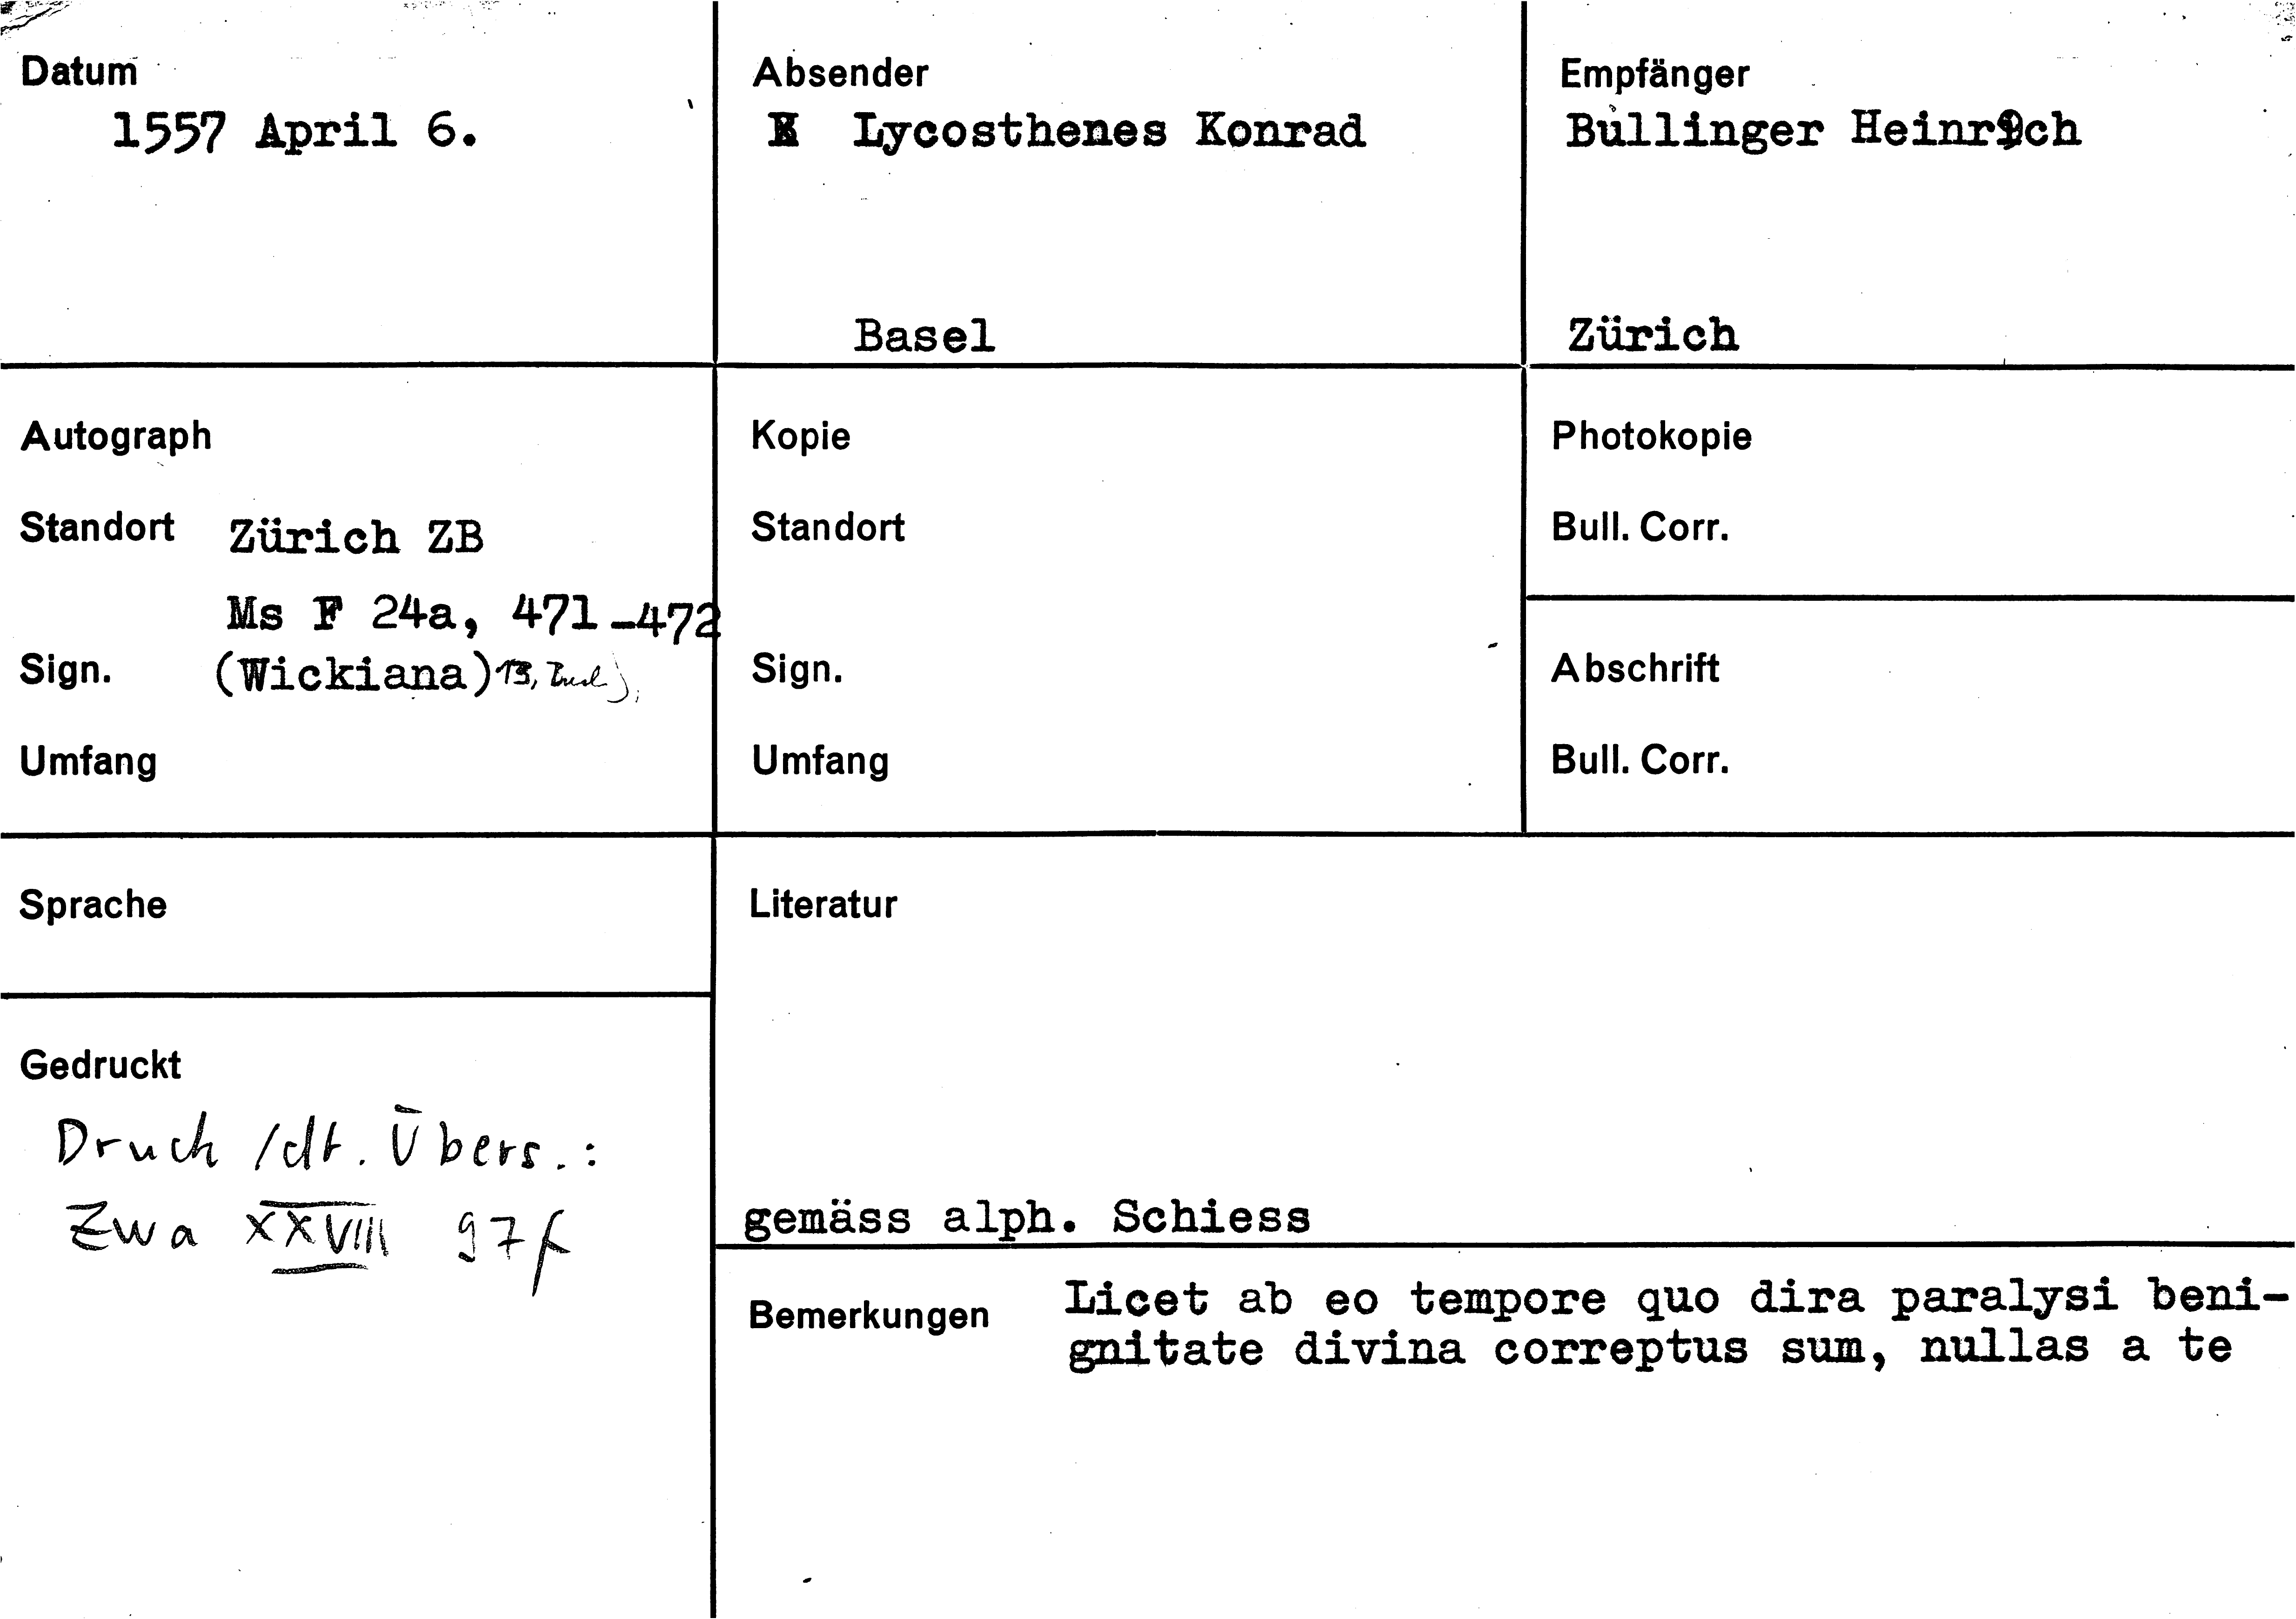 Datum
1557 April 6.
Absender
Lycosthenes Konrad
Basel
Empfänger
Bullinger Heinrich
Zürich
Autograph
Standort Zürich ZB
Ms F 24a, 471-472
Sign. (Wickiana) 13,
Umfang
Kopie
Standort
Sign.
Umfang
Photokopie
Bull. Corr.
Abschrift
Bull. Corr.
Sprache
Gedruckt
Druck /dt. Übers.:
Zwa XXVIII 97f
Literatur
gemäss alph. Schiess
Bemerkungen Licet ab eo tempore quo dira paralysi beni-
gnitate divina correptus sum, nullas a te